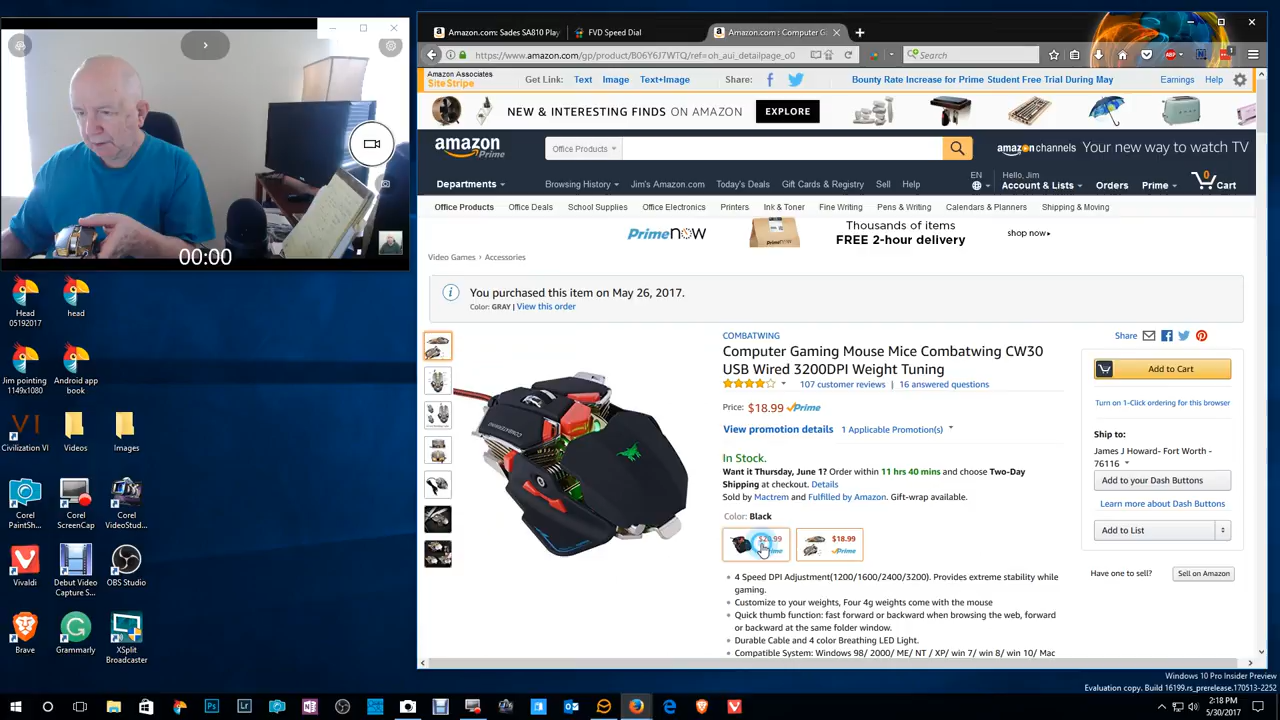 00:00
Head
05192017
head
Jim pointing
1149x1080
Android app
book
Civilization VI
Videos
Images
Corel
PaintSh...
Corel
ScreenCap
Corel
VideoStud...
Vivaldi
Debut Video
Capture S...
OBS Studio
Brave
Grammarly
XSplit
Broadcaster
Amazon.com: Sades SA810 Play
FVD Speed Dial
Amazon.com : Computer G
https://www.amazon.com/gp/product/B06Y6J7WTQ/ref=oh_aui_detailpage_o0
Search
Amazon Associates
SiteStripe
Get Link: Text Image Text+Image Share:
Bounty Rate Increase for Prime Student Free Trial During May
Earnings Help
NEW & INTERESTING FINDS ON AMAZON EXPLORE
amazon Prime
Office Products
amazon channels Your new way to watch TV
Departments
Browsing History Jim's Amazon.com Today's Deals Gift Cards & Registry Sell Help
EN
Hello, Jim
Account & Lists Orders Prime 0 Cart
Office Products Office Deals School Supplies Office Electronics Printers Ink & Toner Fine Writing Pens & Writing Calendars & Planners Shipping & Moving
PrimeNOW
Thousands of items
FREE 2-hour delivery
shop now
Video Games › Accessories
You purchased this item on May 26, 2017.
Color: GRAY | View this order
COMBATWING
Share
Computer Gaming Mouse Mice Combatwing CW30
USB Wired 3200DPI Weight Tuning
107 customer reviews | 16 answered questions
Price: $18.99 Prime
View promotion details 1 Applicable Promotion(s)
In Stock.
Want it Thursday, June 1? Order within 11 hrs 40 mins and choose Two-Day
Shipping at checkout. Details
Sold by Mactrem and Fulfilled by Amazon. Gift-wrap available.
Color: Black
$18.99
Prime
• 4 Speed DPI Adjustment(1200/1600/2400/3200). Provides extreme stability while
gaming.
• Customize to your weights, Four 4g weights come with the mouse
• Quick thumb function: fast forward or backward when browsing the web, forward
or backward at the same folder window.
• Durable Cable and 4 color Breathing LED Light.
• Compatible System: Windows 98/ 2000/ ME/ NT / XP/ win 7/ win 8/ win 10/ Mac
Add to Cart
Turn on 1-Click ordering for this browser
Ship to:
James J Howard- Fort Worth -
76116
Add to your Dash Buttons
Learn more about Dash Buttons
Add to List
Have one to sell? Sell on Amazon
Windows 10 Pro Insider Preview
Evaluation copy. Build 16199.rs_prerelease.170513-2252
2:18 PM
5/30/2017